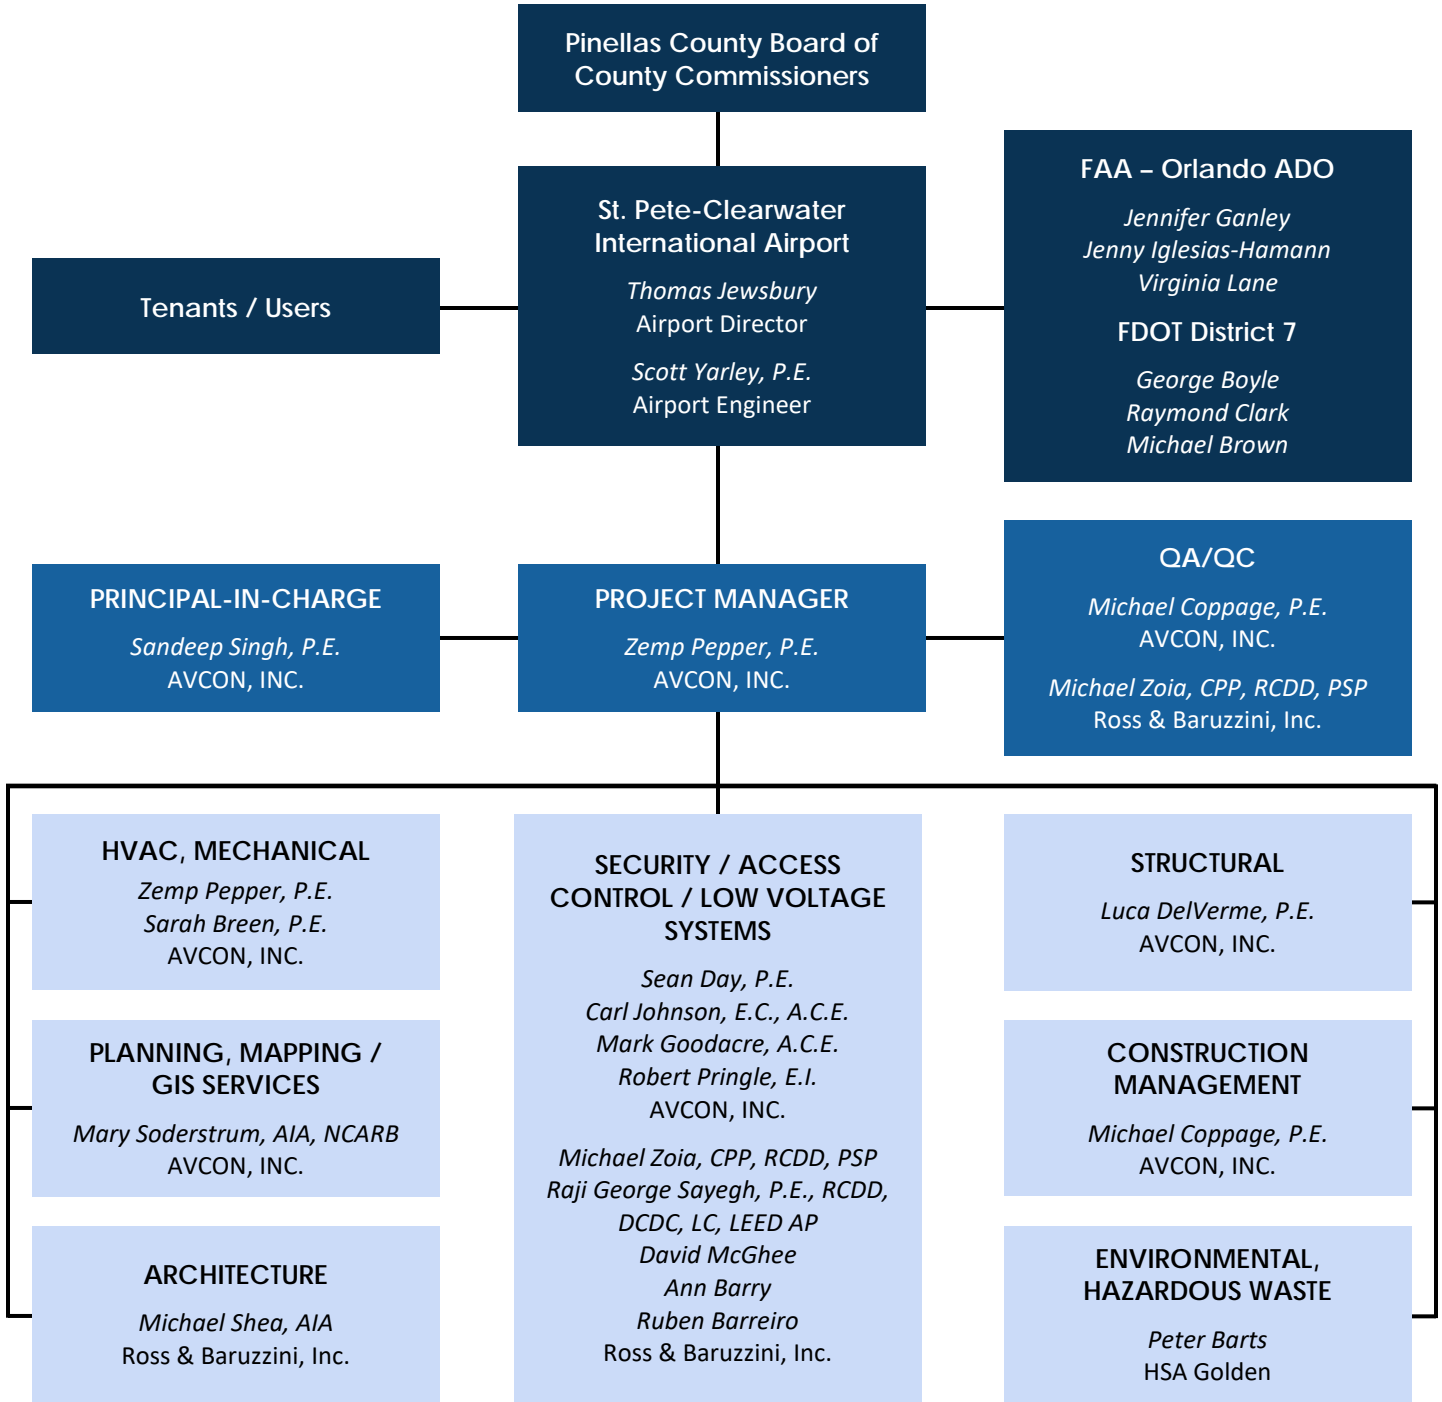 Pinellas County Board of
County Commissioners
St. Pete-Clearwater
International Airport
Thomas Jewsbury
Airport Director
Scott Yarley, P.E.
Airport Engineer
Tenants / Users
FAA – Orlando ADO
Jennifer Ganley
Jenny Iglesias-Hamann
Virginia Lane
FDOT District 7
George Boyle
Raymond Clark
Michael Brown
PRINCIPAL-IN-CHARGE
Sandeep Singh, P.E.
AVCON, INC.
PROJECT MANAGER
Zemp Pepper, P.E.
AVCON, INC.
QA/QC
Michael Coppage, P.E.
AVCON, INC.
Michael Zoia, CPP, RCDD, PSP
Ross & Baruzzini, Inc.
HVAC, MECHANICAL
Zemp Pepper, P.E.
Sarah Breen, P.E.
AVCON, INC.
PLANNING, MAPPING /
GIS SERVICES
Mary Soderstrum, AIA, NCARB
AVCON, INC.
ARCHITECTURE
Michael Shea, AIA
Ross & Baruzzini, Inc.
SECURITY / ACCESS
CONTROL / LOW VOLTAGE
SYSTEMS
Sean Day, P.E.
Carl Johnson, E.C., A.C.E.
Mark Goodacre, A.C.E.
Robert Pringle, E.I.
AVCON, INC.
Michael Zoia, CPP, RCDD, PSP
Raji George Sayegh, P.E., RCDD,
DCDC, LC, LEED AP
David McGhee
Ann Barry
Ruben Barreiro
Ross & Baruzzini, Inc.
STRUCTURAL
Luca DelVerme, P.E.
AVCON, INC.
CONSTRUCTION
MANAGEMENT
Michael Coppage, P.E.
AVCON, INC.
ENVIRONMENTAL,
HAZARDOUS WASTE
Peter Barts
HSA Golden